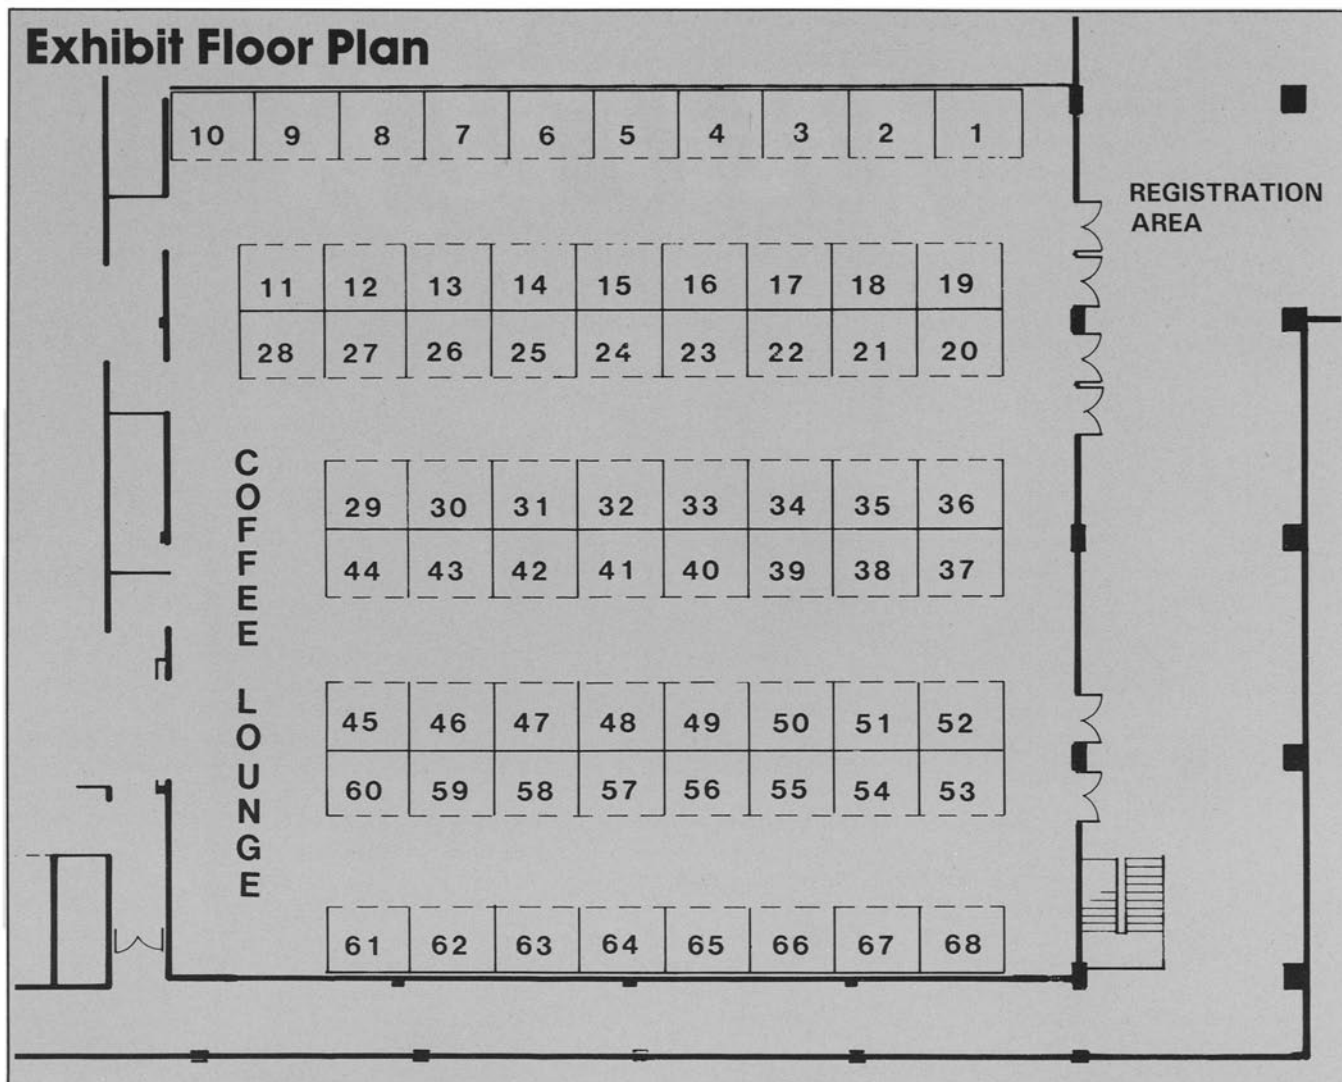 Exhibit Floor Plan
10 9 8 7 6 5 4 3 2 1
REGISTRATION
AREA
11 12 13 14 15 16 17 18 19
28 27 26 25 24 23 22 21 20
COFFEE LOUNGE
29 30 31 32 33 34 35 36
44 43 42 41 40 39 38 37
45 46 47 48 49 50 51 52
60 59 58 57 56 55 54 53
61 62 63 64 65 66 67 68